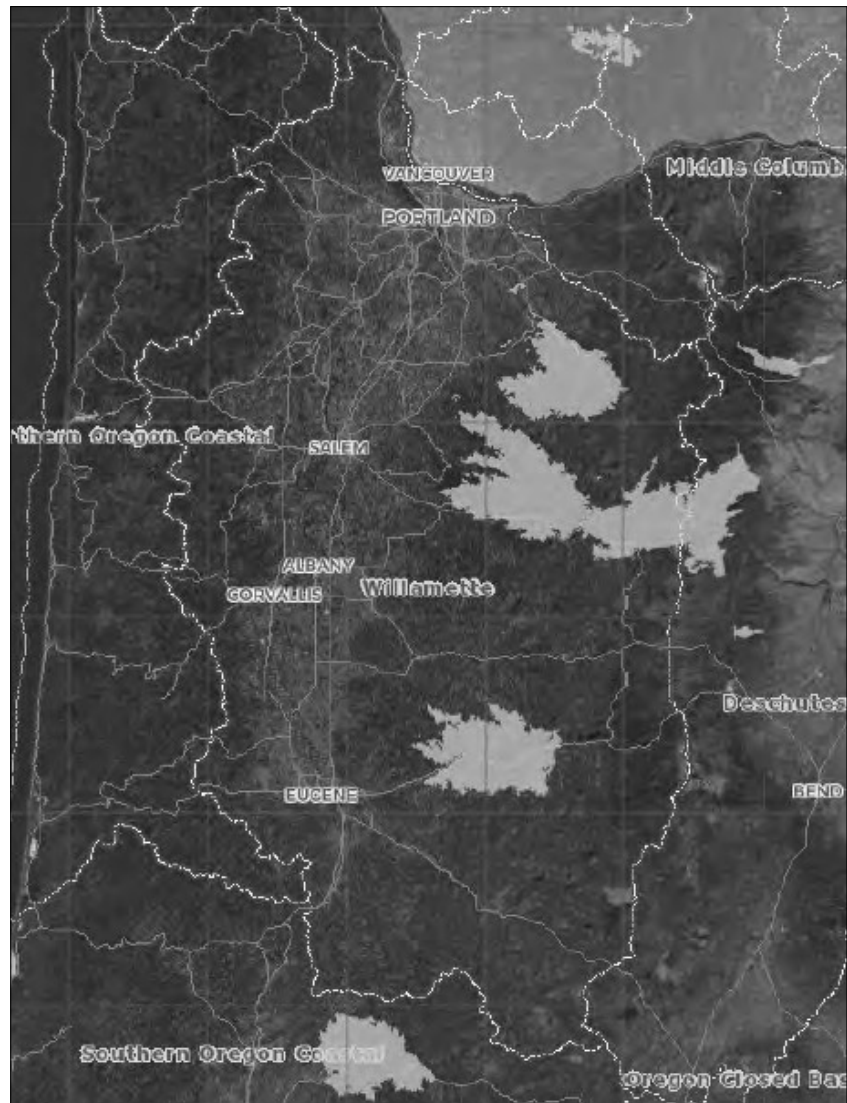 VANCOUVER
Middle Columb
PORTLAND
thern Oregon Coastal
SALEM
ALBANY
Willamette
CORVALLIS
Deschutes
BEND
EUGENE
Southern Oregon Coastal
Oregon Closed Bas